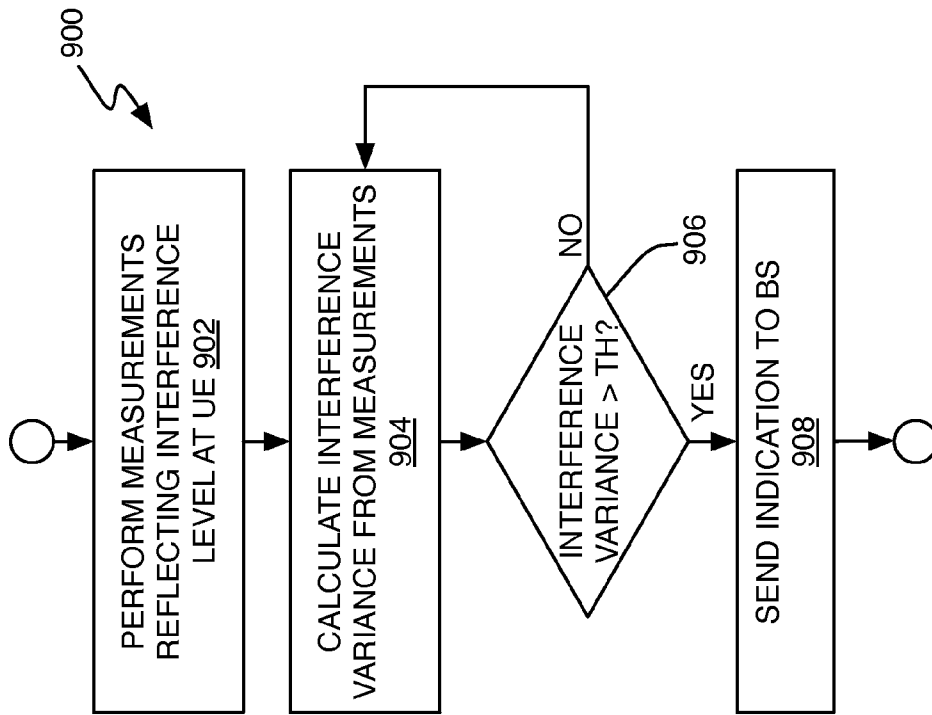 900
PERFORM MEASUREMENTS
REFLECTING INTERFERENCE
LEVEL AT UE 902
CALCULATE INTERFERENCE
VARIANCE FROM MEASUREMENTS
904
INTERFERENCE
VARIANCE > TH?
NO
906
YES
SEND INDICATION TO BS
908